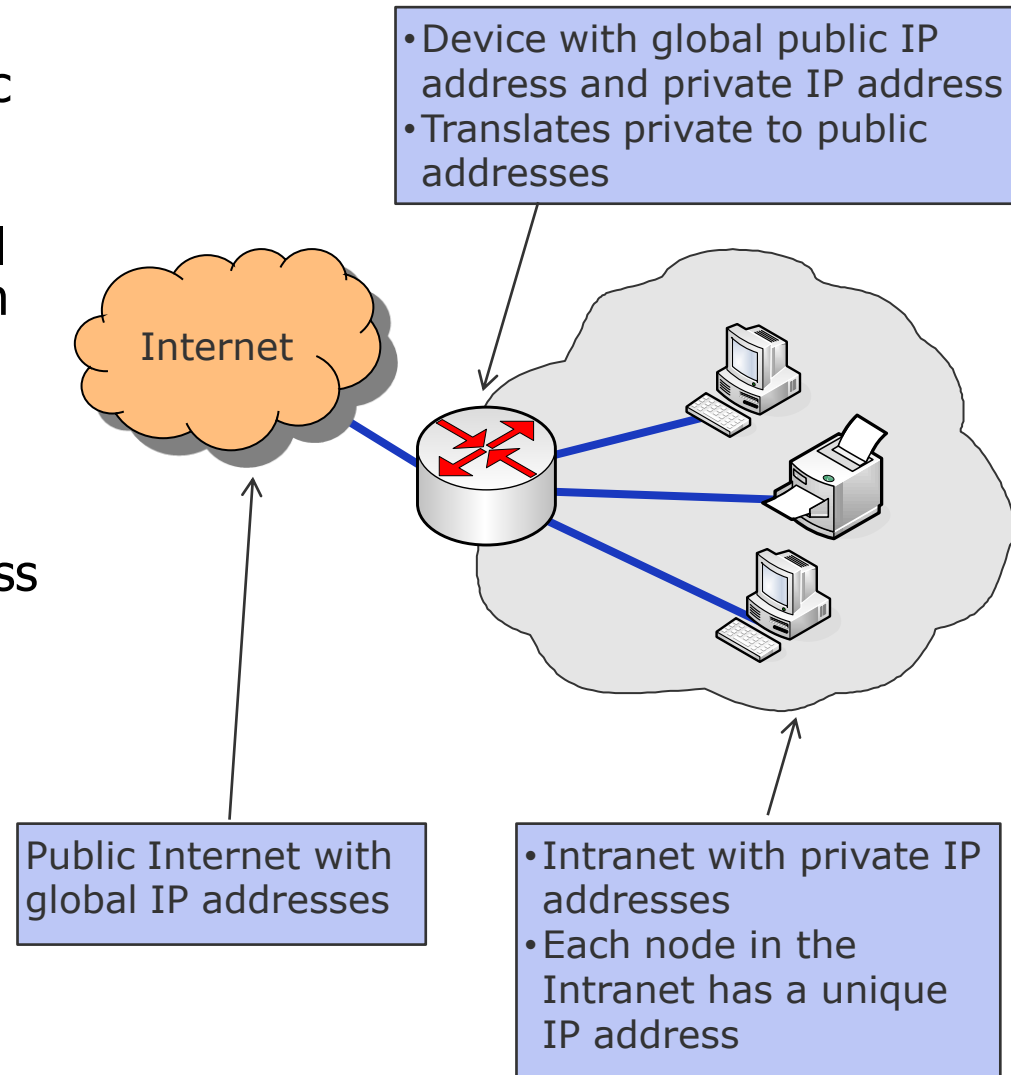 •Device with global public IP
address and private IP address
•Translates private to public
addresses
Internet
Public Internet with
global IP addresses
•Intranet with private IP
addresses
•Each node in the
Intranet has a unique
IP address